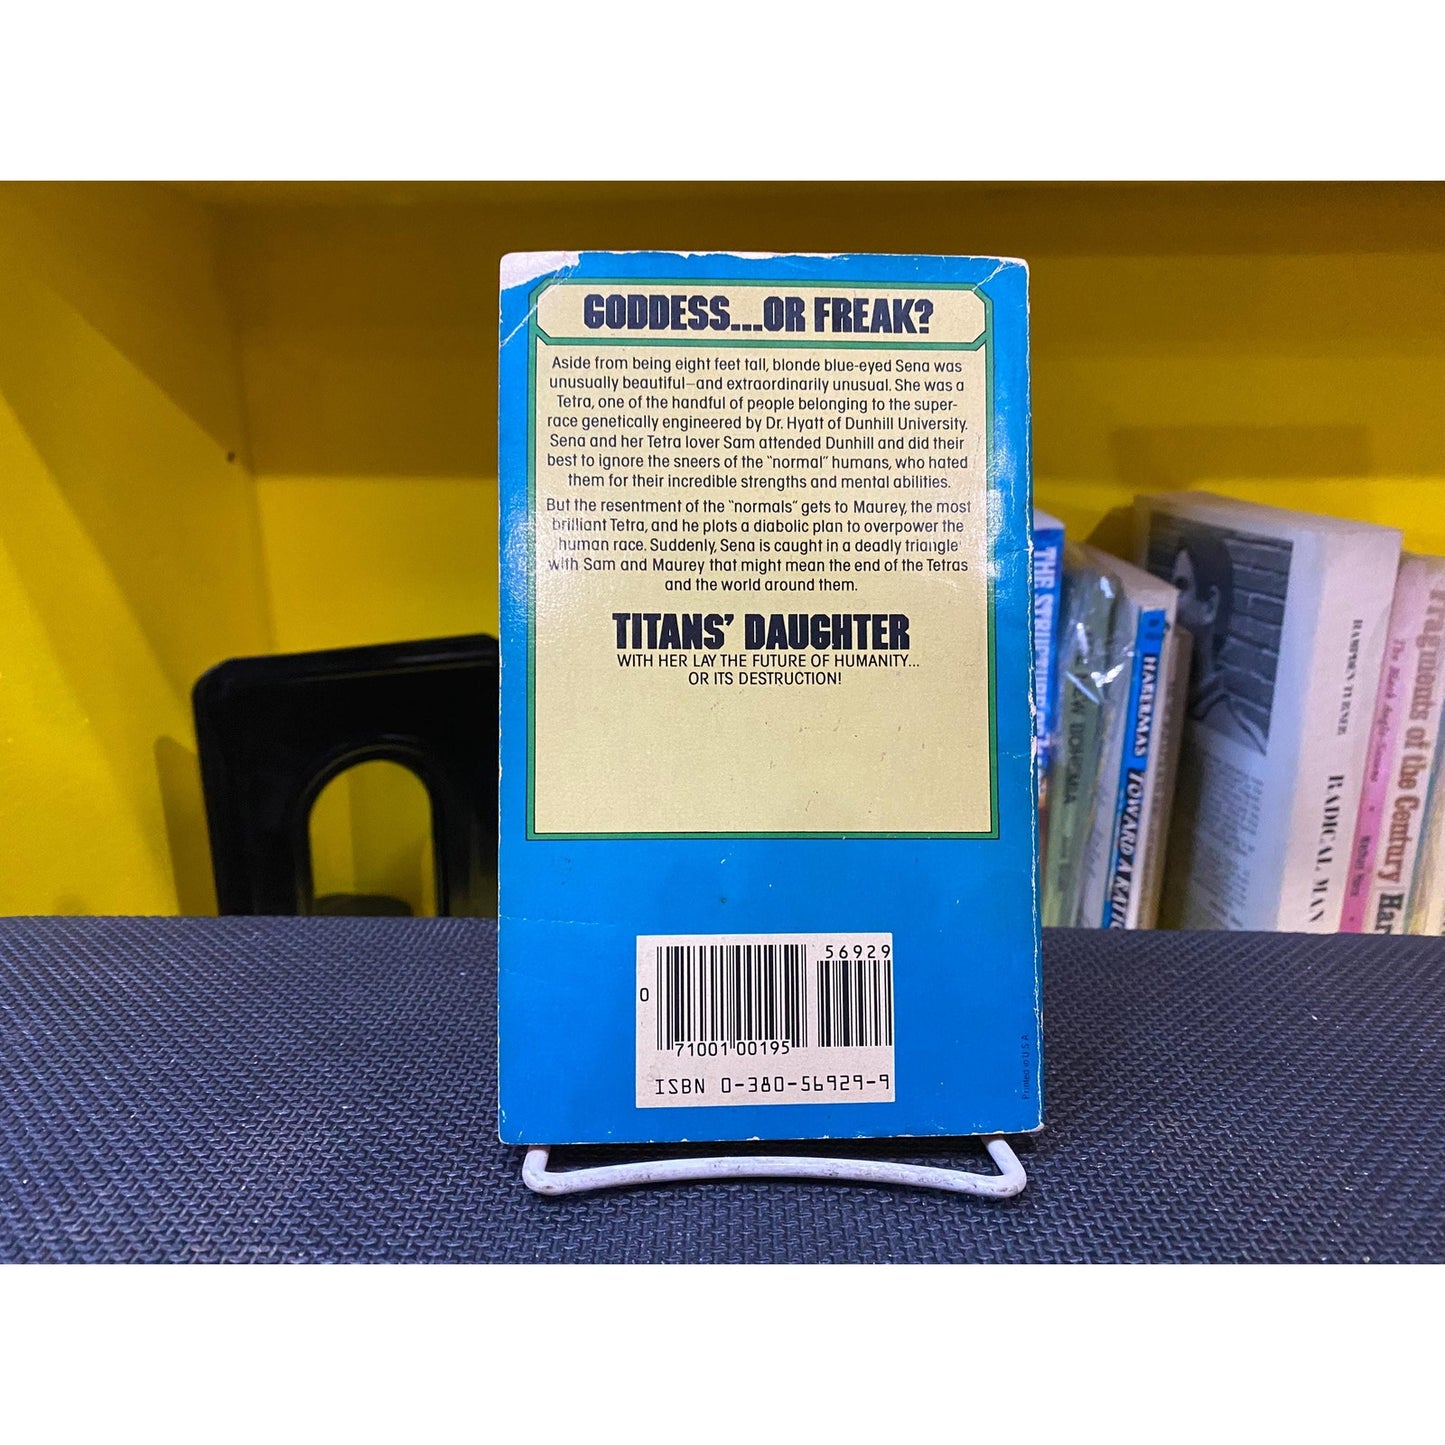 GODDESS...OR FREAK?
Aside from being eight feet tall, blonde blue-eyed Sena was
unusually beautiful—and extraordinarily unusual. She was a
Tetra, one of the handful of people belonging to the super-
race genetically engineered by Dr. Hyatt of Dunhill University.
Sena and her Tetra lover Sam attended Dunhill and did their
best to ignore the sneers of the "normal" humans, who hated
them for their incredible strengths and mental abilities.
But the resentment of the "normals" gets to Maurey, the most
brilliant Tetra, and he plots a diabolic plan to overpower the
human race. Suddenly, Sena is caught in a deadly triangle
with Sam and Maurey that might mean the end of the Tetras
and the world around them.
TITANS' DAUGHTER
WITH HER LAY THE FUTURE OF HUMANITY...
OR ITS DESTRUCTION!
56929
0
71001 00195
ISBN 0-380-56929-9
Printed in U.S.A.
THE
HABERMAS TOWARD A
RADICAL MAN
Fragments of the Century